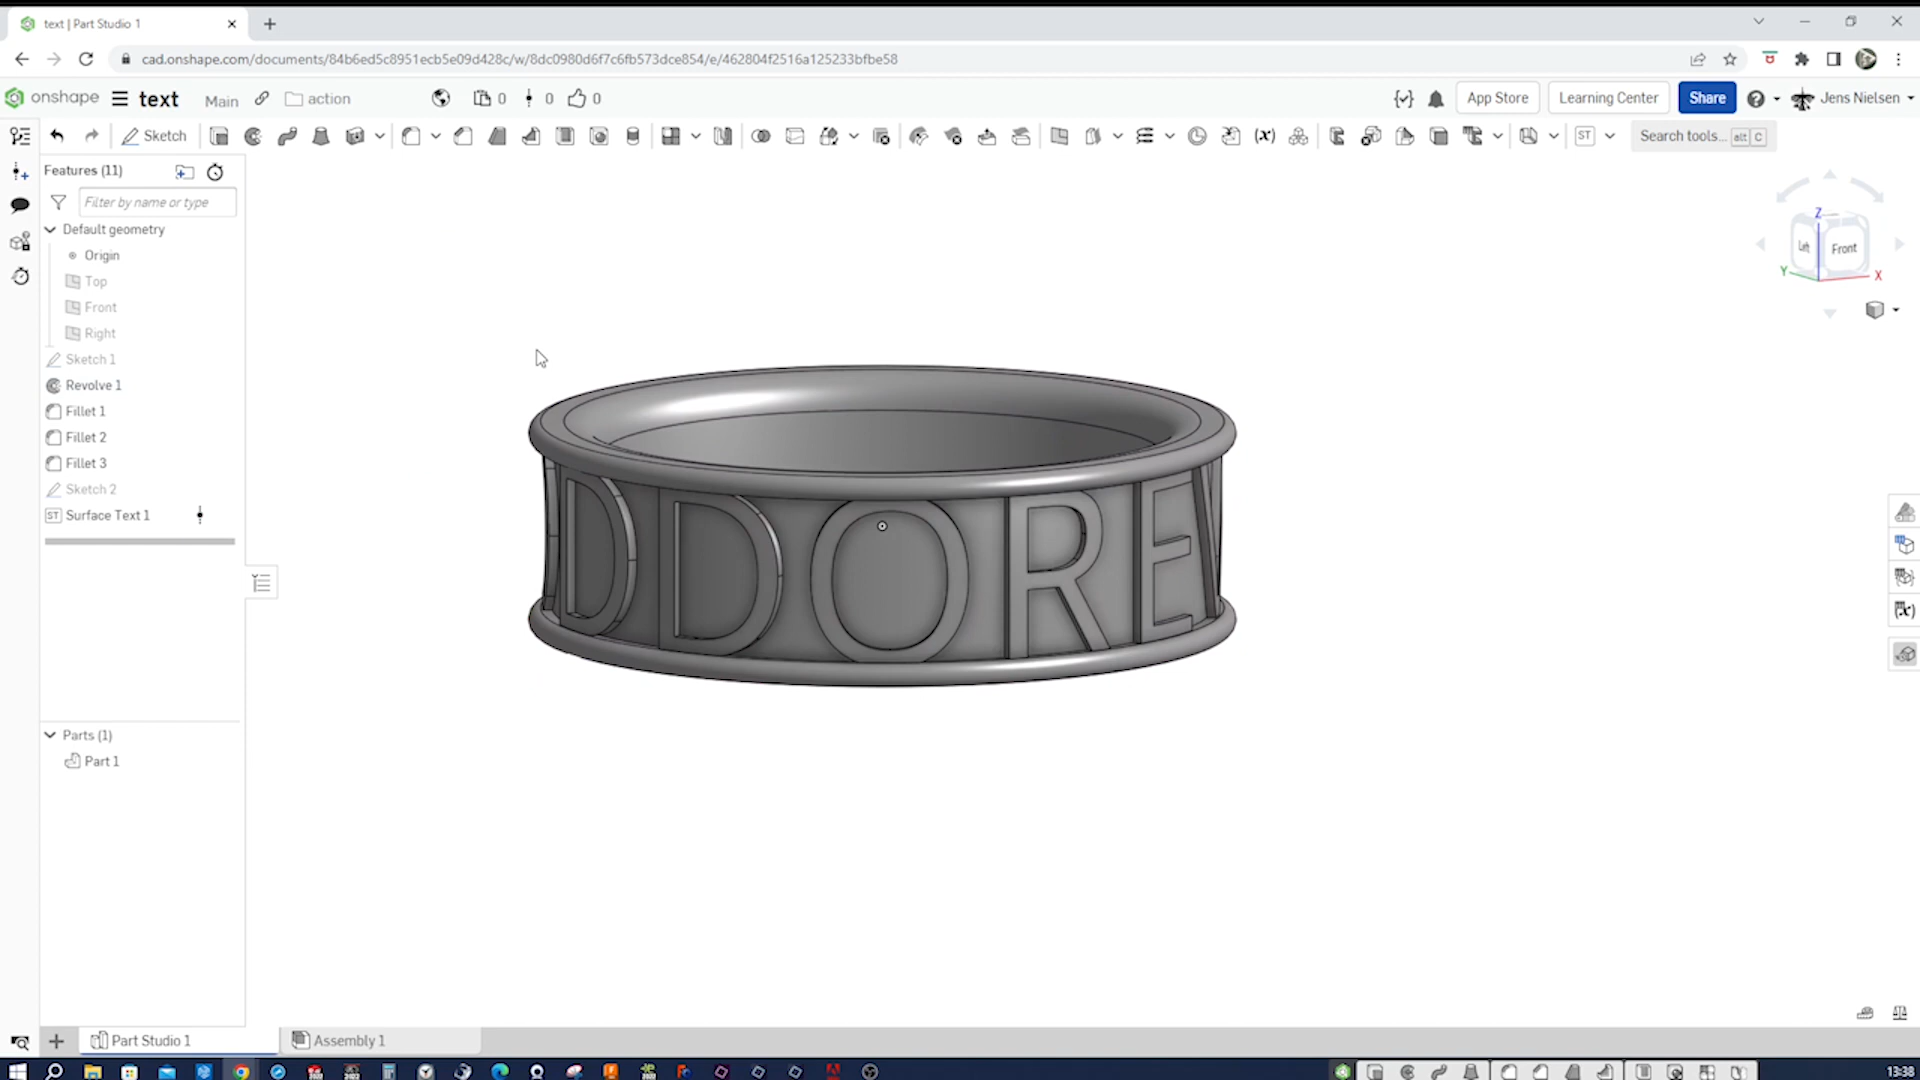 text | Part Studio 1
cad.onshape.com/documents/84b6ed5c8951ecb5e09d428c/w/8dc0980d6f7c6fb573dce854/e/462804f2516a125233bfbe58
onshape text Main action 0 0 0 App Store Learning Center Share Jens Nielsen
Sketch (x) ST Search tools... alt C
Features (11)
Filter by name or type
Default geometry
Origin
Top
Front
Right
Sketch 1
Revolve 1
Fillet 1
Fillet 2
Fillet 3
Sketch 2
ST Surface Text 1
Parts (1)
Part 1
Z
Left Front
Y X
DDORE
(x)
Part Studio 1 Assembly 1
13:38